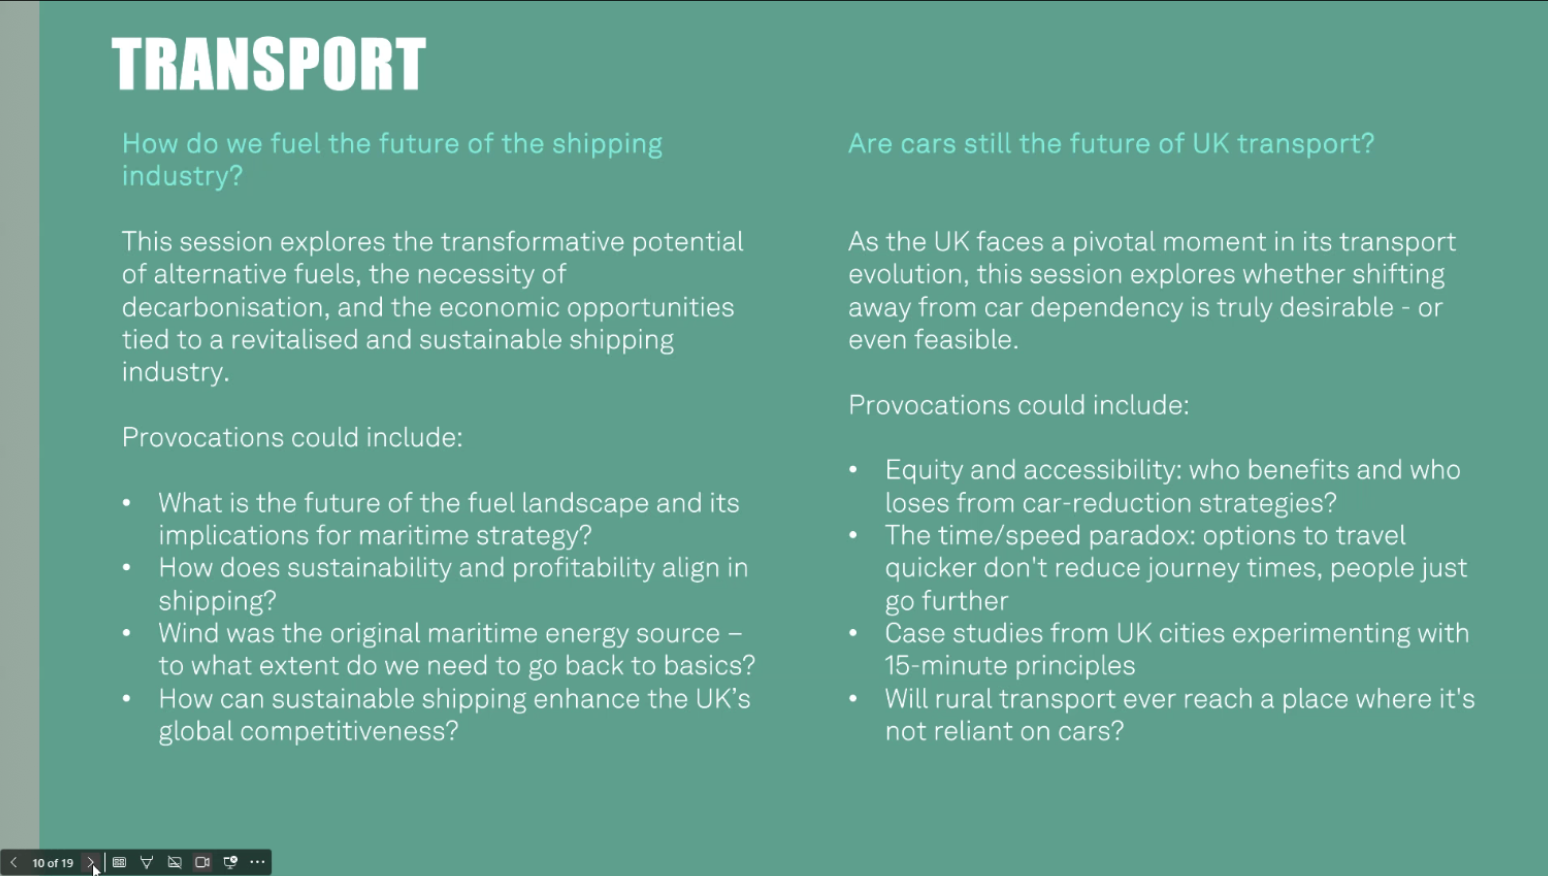 TRANSPORT
How do we fuel the future of the shipping
industry?
This session explores the transformative potential
of alternative fuels, the necessity of
decarbonisation, and the economic opportunities
tied to a revitalised and sustainable shipping
industry.
Provocations could include:
• What is the future of the fuel landscape and its
implications for maritime strategy?
• How does sustainability and profitability align in
shipping?
• Wind was the original maritime energy source –
to what extent do we need to go back to basics?
• How can sustainable shipping enhance the UK’s
global competitiveness?
Are cars still the future of UK transport?
As the UK faces a pivotal moment in its transport
evolution, this session explores whether shifting
away from car dependency is truly desirable - or
even feasible.
Provocations could include:
• Equity and accessibility: who benefits and who
loses from car-reduction strategies?
• The time/speed paradox: options to travel
quicker don't reduce journey times, people just
go further
• Case studies from UK cities experimenting with
15-minute principles
• Will rural transport ever reach a place where it's
not reliant on cars?
10 of 19